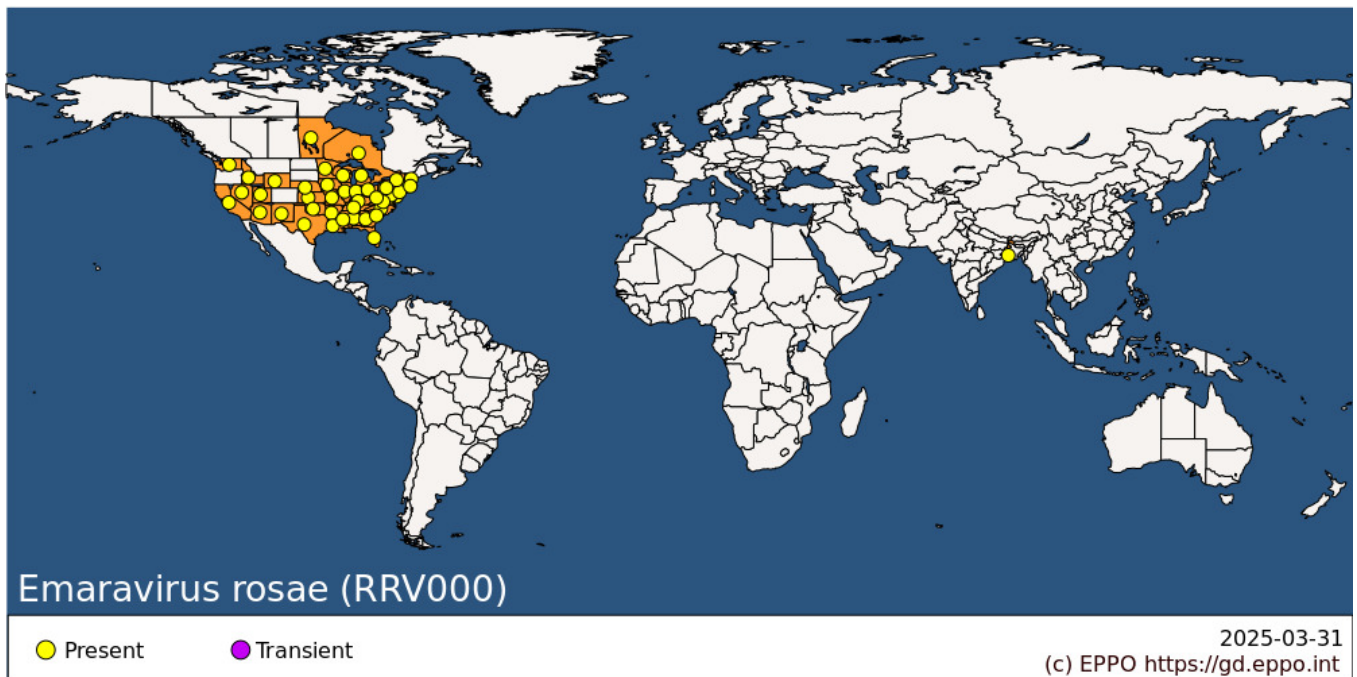 Emaravirus rosae (RRV000)
Present
Transient
2025-03-31
(c) EPPO https://gd.eppo.int